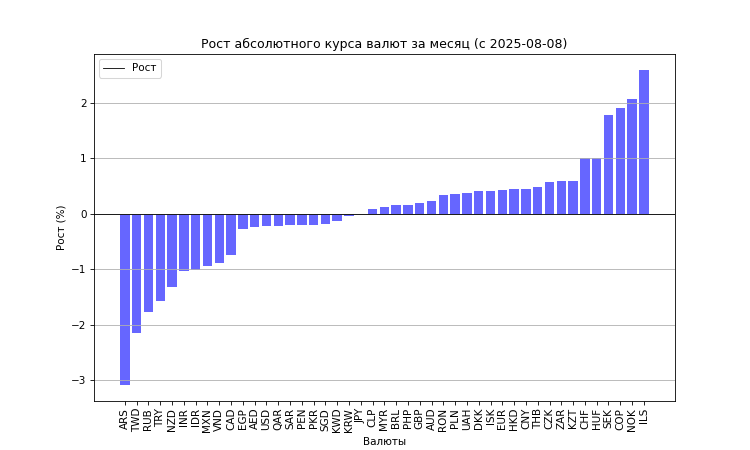 Рост абсолютного курса валют за месяц (с 2025-08-08)
Рост
2
1
0
−1
−2
−3
Рост (%)
ARS TWD RUB TRY NZD INR IDR MXN VND CAD EGP AED USD QAR SAR PEN PKR SGD KWD KRW JPY CLP MYR BRL PHP GBP AUD RON PLN UAH DKK ISK EUR HKD CNY THB CZK ZAR KZT CHF HUF SEK COP NOK ILS
Валюты